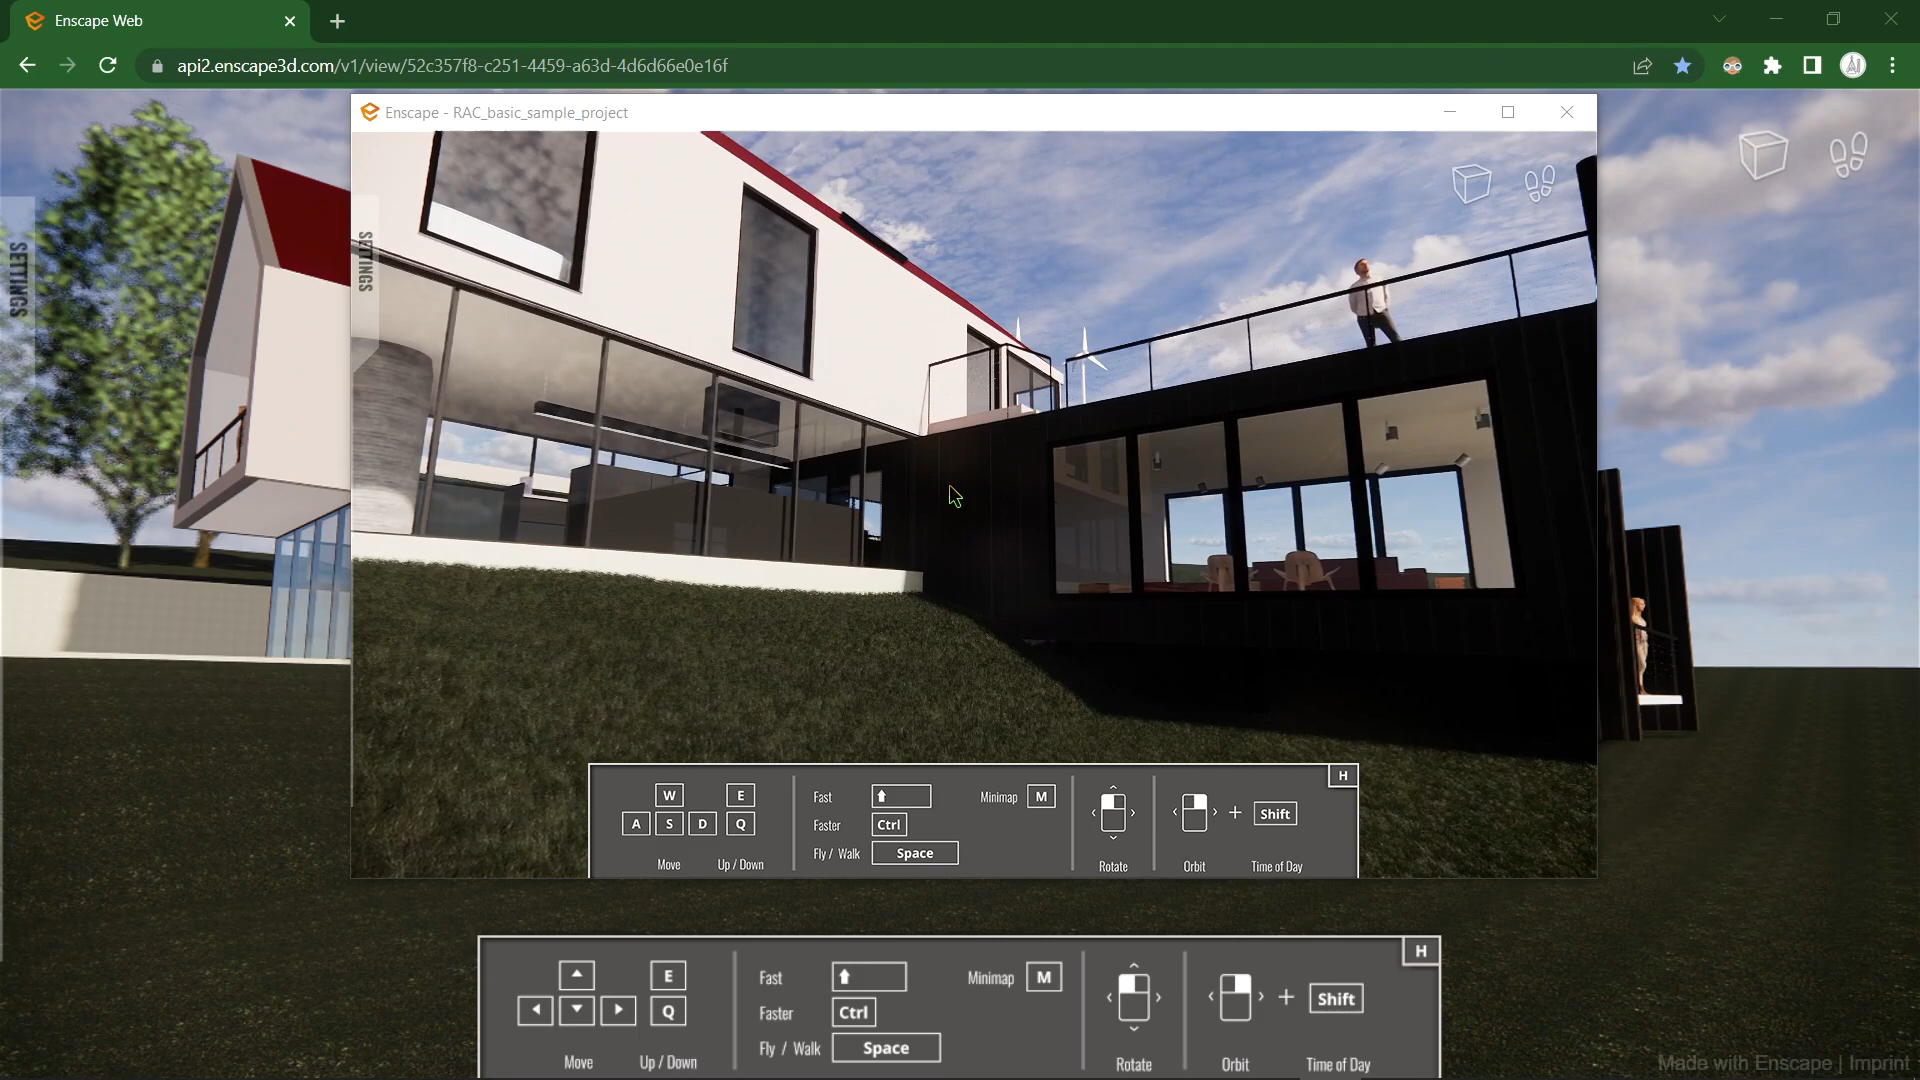 Enscape Web
api2.enscape3d.com/v1/view/52c357f8-c251-4459-a63d-4d6d66e0e16f
Enscape - RAC_basic_sample_project
SETTINGS
SETTINGS
H
W E
A S D Q
Move Up / Down
Fast
Faster Ctrl
Fly / Walk Space
Minimap M
Rotate
+ Shift
Orbit Time of Day
H
E
Q
Move Up / Down
Fast
Faster Ctrl
Fly / Walk Space
Minimap M
Rotate
+ Shift
Orbit Time of Day
Made with Enscape | Imprint